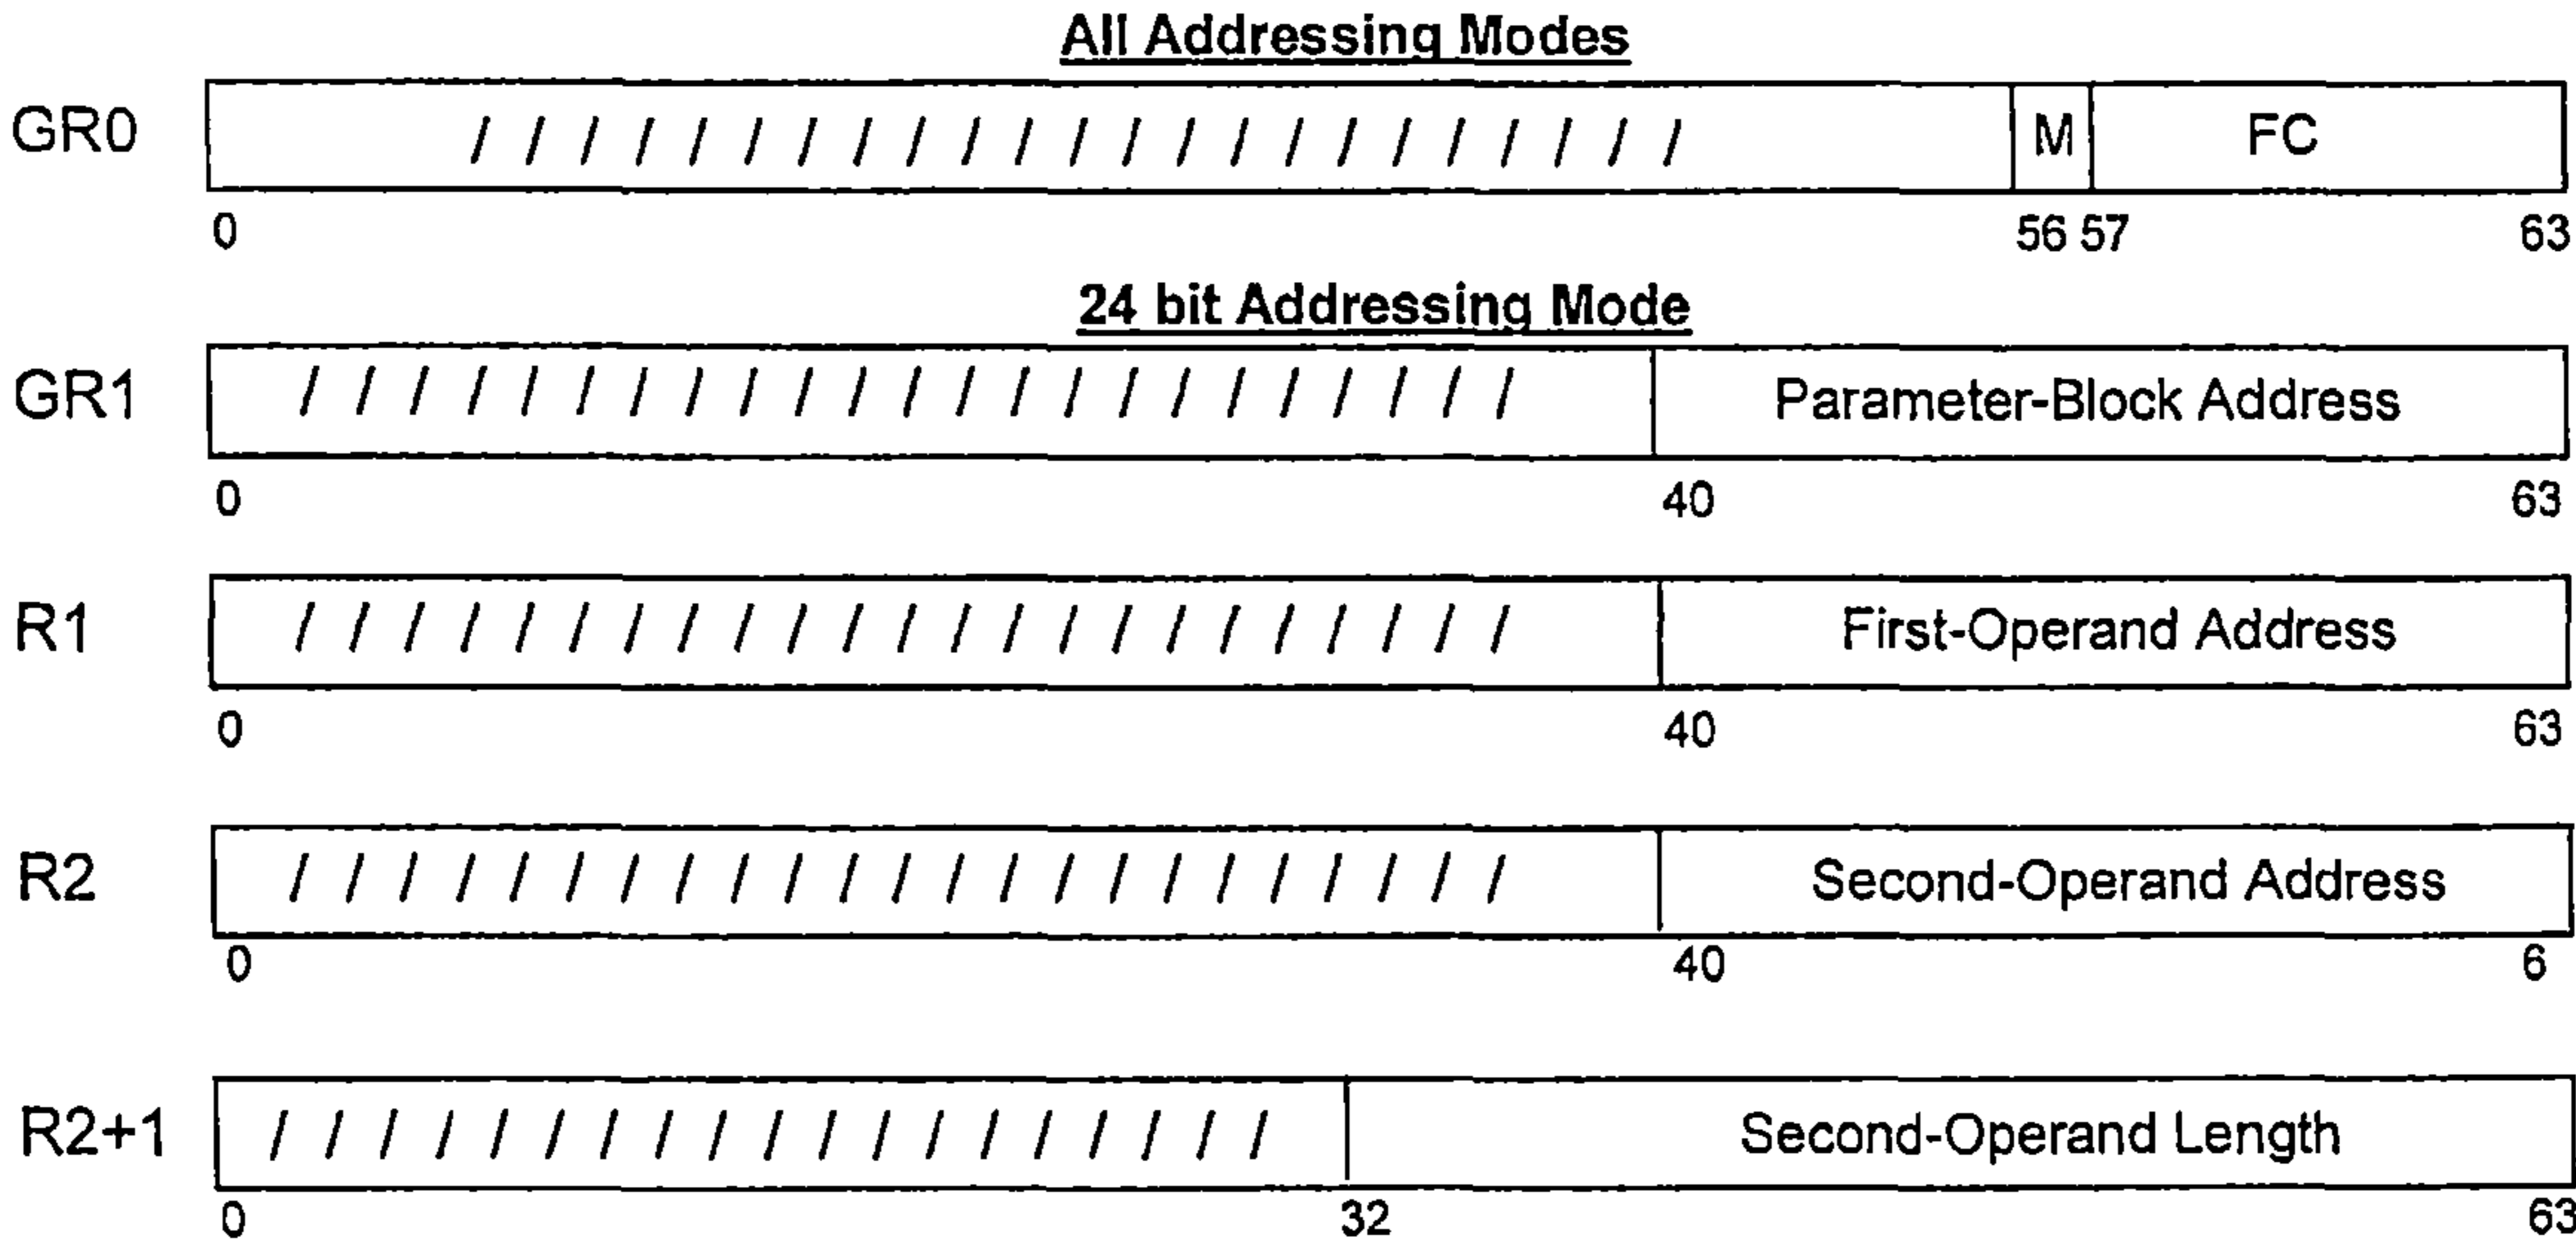 All Addressing Modes
GR0 / / / / / / / / / / / / / / / / / / / / / / / M FC
0 56 57 63
24 bit Addressing Mode
GR1 / / / / / / / / / / / / / / / / / / / / / / / Parameter-Block Address
0 40 63
R1 / / / / / / / / / / / / / / / / / / / / / / / First-Operand Address
0 40 63
R2 / / / / / / / / / / / / / / / / / / / / / / / Second-Operand Address
0 40 6
R2+1 / / / / / / / / / / / / / / / / / / / Second-Operand Length
0 32 63